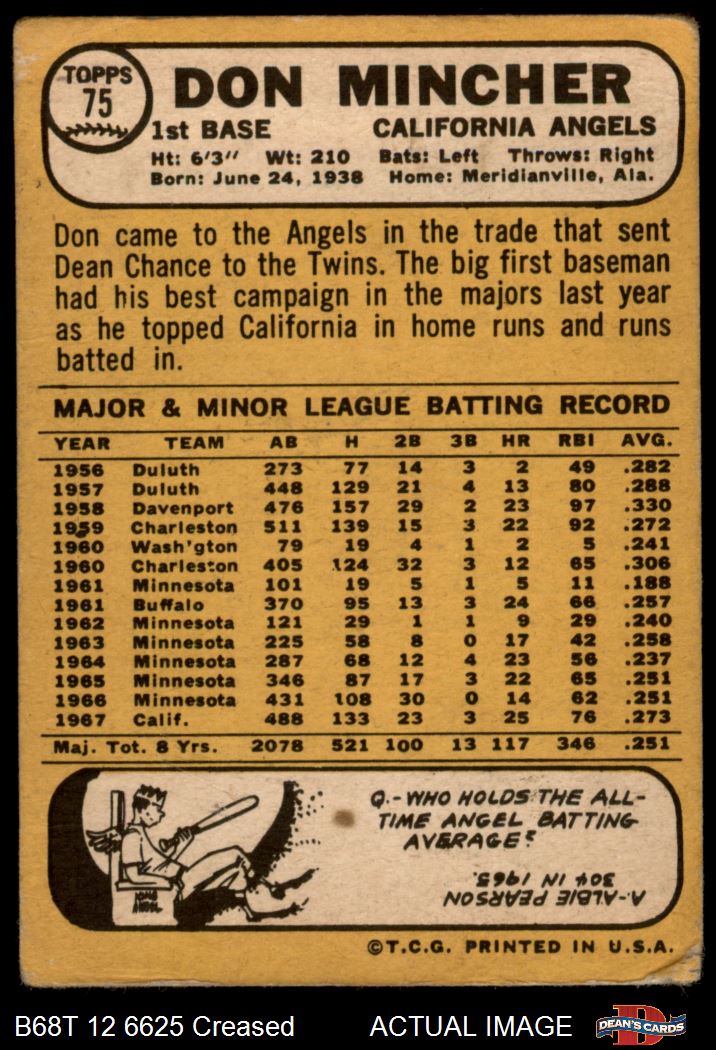 TOPPS
75
DON MINCHER
1st BASE CALIFORNIA ANGELS
Ht: 6'3" Wt: 210 Bats: Left Throws: Right
Born: June 24, 1938 Home: Meridianville, Ala.
Don came to the Angels in the trade that sent
Dean Chance to the Twins. The big first baseman
had his best campaign in the majors last year
as he topped California in home runs and runs
batted in.
MAJOR & MINOR LEAGUE BATTING RECORD
YEAR TEAM AB H 2B 3B HR RBI AVG.
1956 Duluth 273 77 14 3 2 49 .282
1957 Duluth 448 129 21 4 13 80 .288
1958 Davenport 476 157 29 2 23 97 .330
1959 Charleston 511 139 15 3 22 92 .272
1960 Wash'gton 79 19 4 1 2 5 .241
1960 Charleston 405 124 32 3 12 65 .306
1961 Minnesota 101 19 5 1 5 11 .188
1961 Buffalo 370 95 13 3 24 66 .257
1962 Minnesota 121 29 1 1 9 29 .240
1963 Minnesota 225 58 8 0 17 42 .258
1964 Minnesota 287 68 12 4 23 56 .237
1965 Minnesota 346 87 17 3 22 65 .251
1966 Minnesota 431 108 30 0 14 62 .251
1967 Calif. 488 133 23 3 25 76 .273
Maj. Tot. 8 Yrs. 2078 521 100 13 117 346 .251
Q.-WHO HOLDS THE ALL-
TIME ANGEL BATTING
AVERAGE?
A-ALBIE PEARSON
304 IN 1965.
©T.C.G. PRINTED IN U.S.A.
B68T 12 6625 Creased ACTUAL IMAGE
DEAN'S CARDS